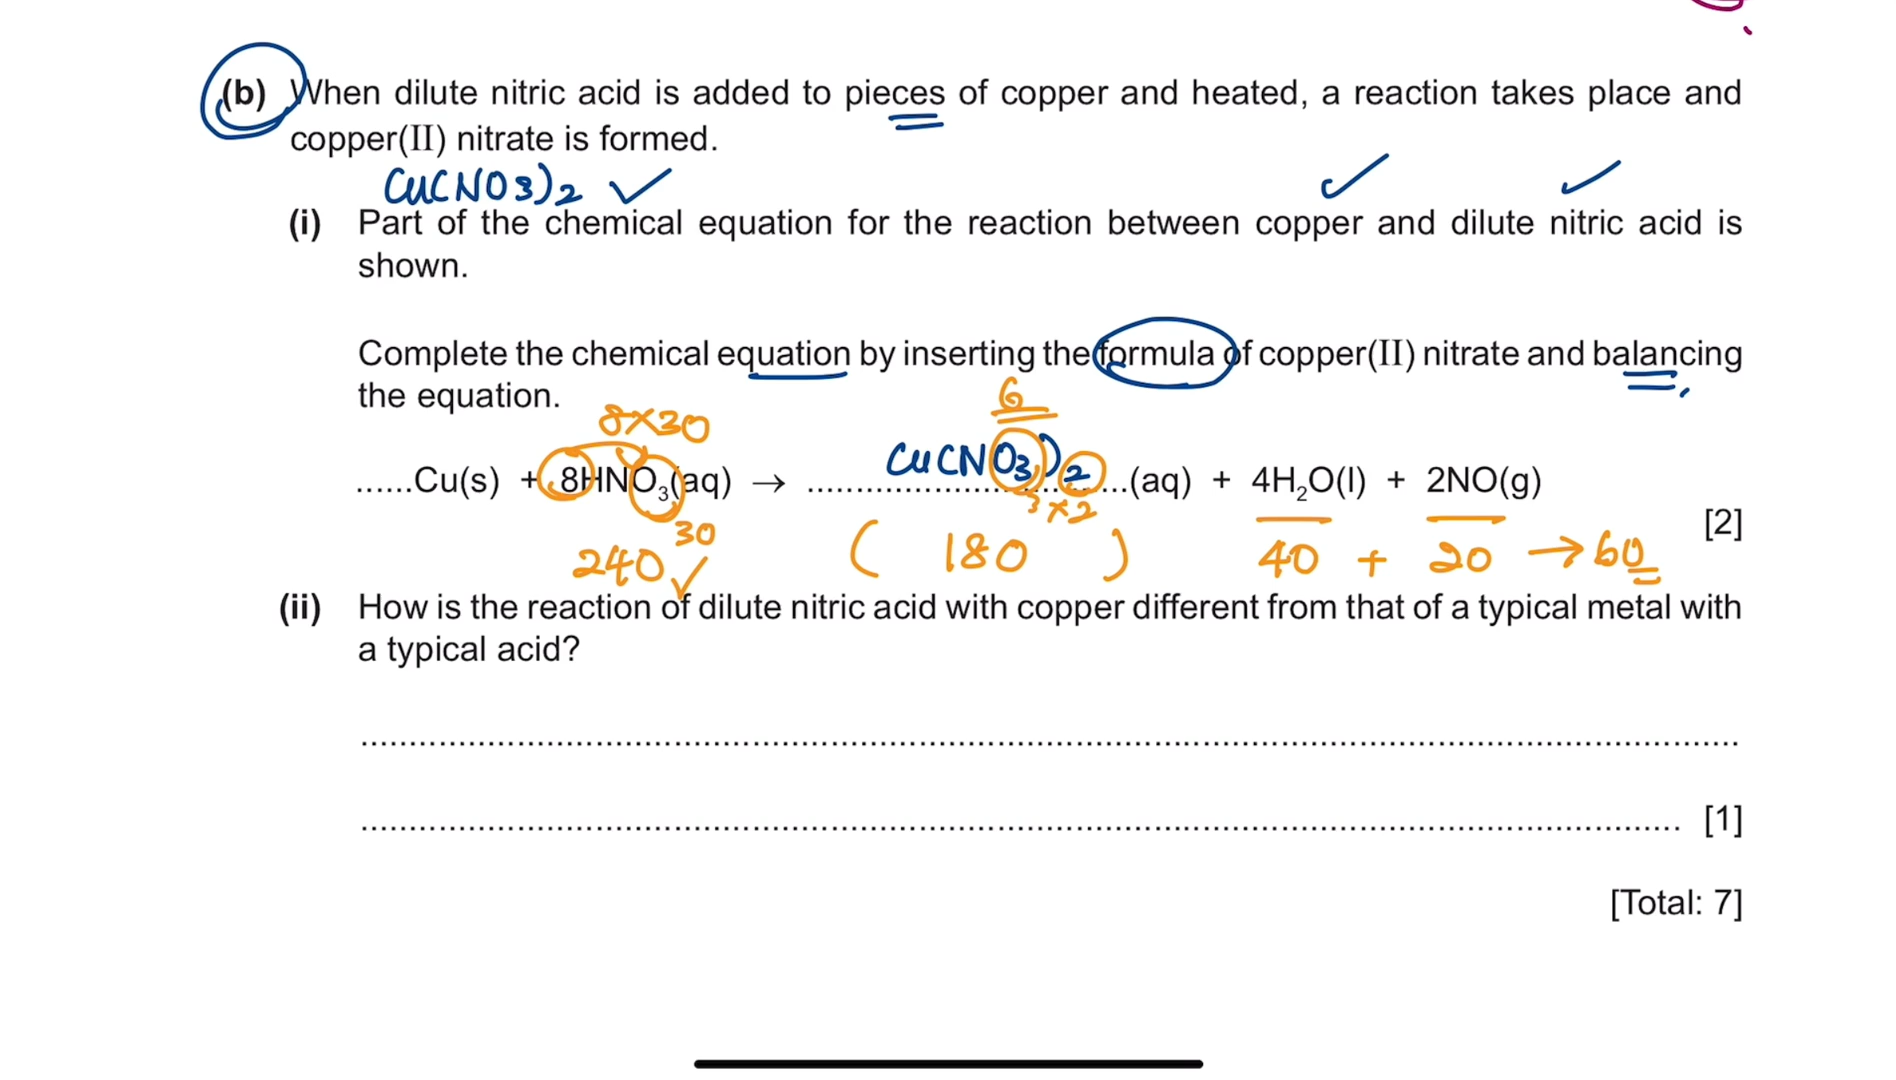 (b) When dilute nitric acid is added to pieces of copper and heated, a reaction takes place and
copper(II) nitrate is formed.
Cu(NO3)2 ✓ ✓ ✓
(i) Part of the chemical equation for the reaction between copper and dilute nitric acid is
shown.
Complete the chemical equation by inserting the formula of copper(II) nitrate and balancing
the equation.
6
8×30
......Cu(s) + 8HNO₃(aq) → ..........Cu(NO3)2..........(aq) + 4H₂O(l) + 2NO(g)
3×2
[2]
30
240 ✓ ( 180 ) 40 + 20 → 60
(ii) How is the reaction of dilute nitric acid with copper different from that of a typical metal with
a typical acid?
..........................................................................................
.......................................................................................... [1]
[Total: 7]